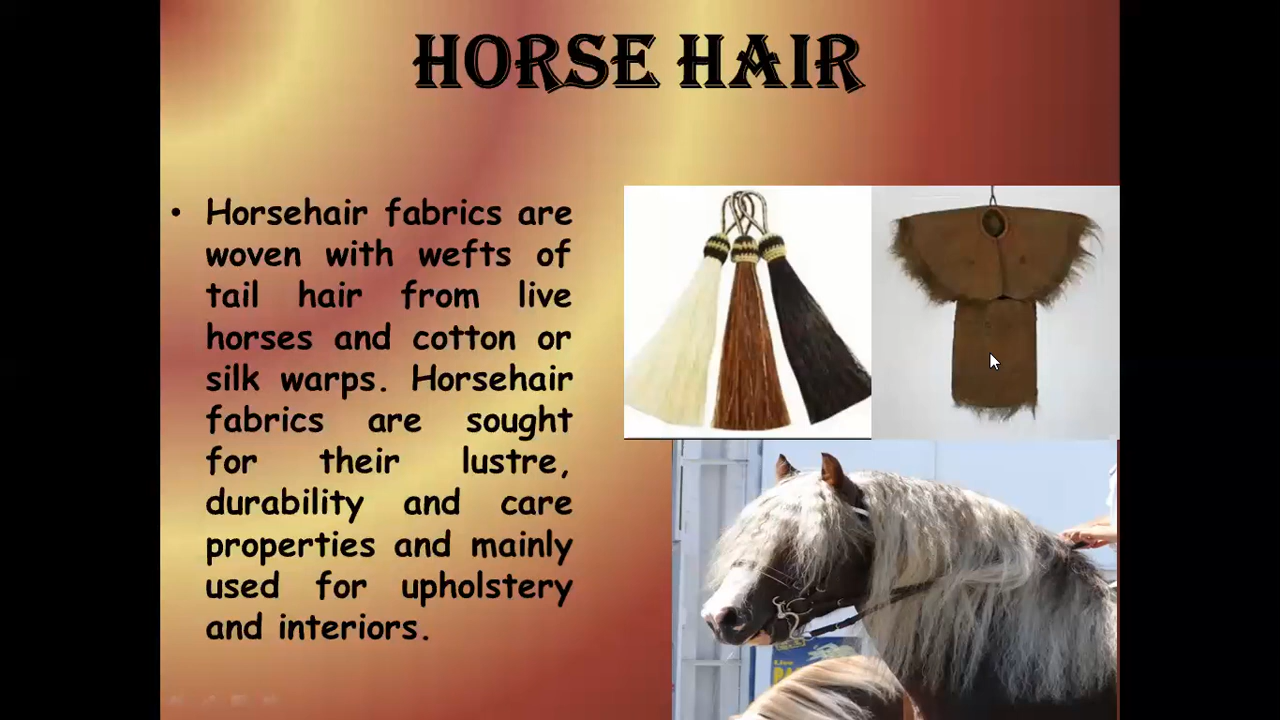 HORSE HAIR
• Horsehair fabrics are
woven with wefts of
tail hair from live
horses and cotton or
silk warps. Horsehair
fabrics are sought
for their lustre,
durability and care
properties and mainly
used for upholstery
and interiors.